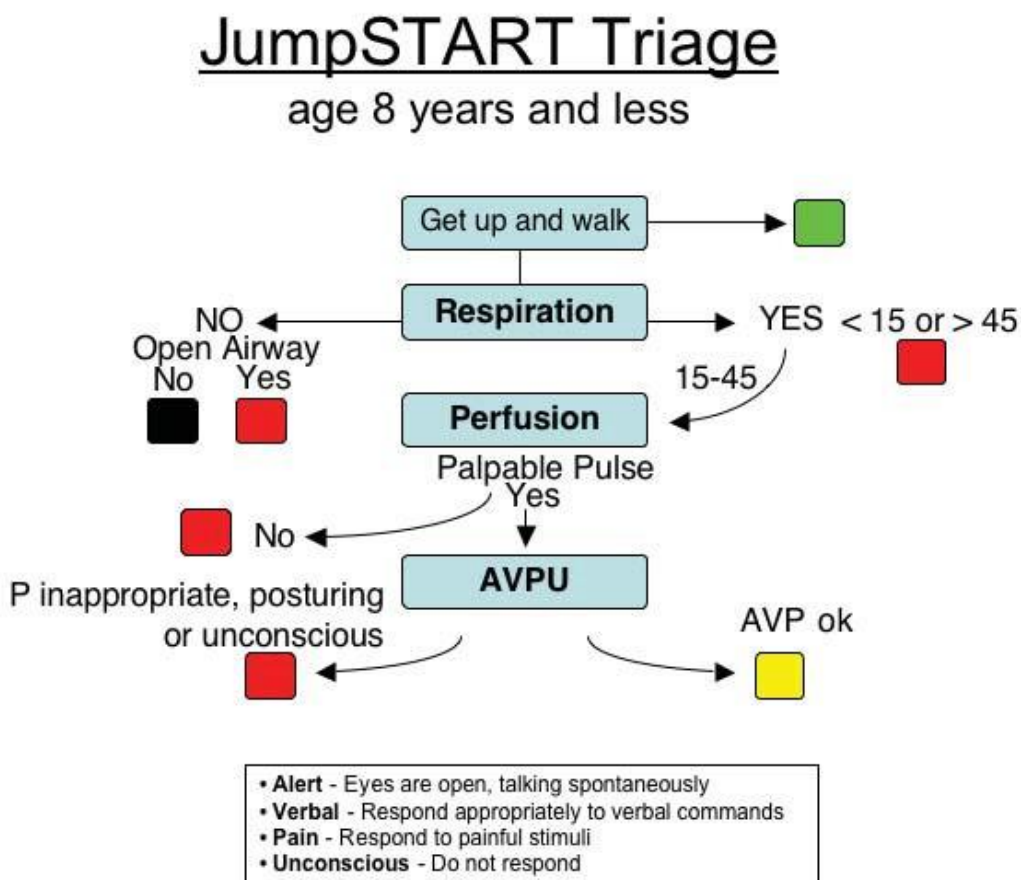 JumpSTART Triage
age 8 years and less
Get up and walk
Respiration
NO
Open Airway
No Yes
YES < 15 or > 45
15-45
Perfusion
Palpable Pulse
Yes
No
AVPU
P inappropriate, posturing
or unconscious
AVP ok
• Alert - Eyes are open, talking spontaneously
• Verbal - Respond appropriately to verbal commands
• Pain - Respond to painful stimuli
• Unconscious - Do not respond